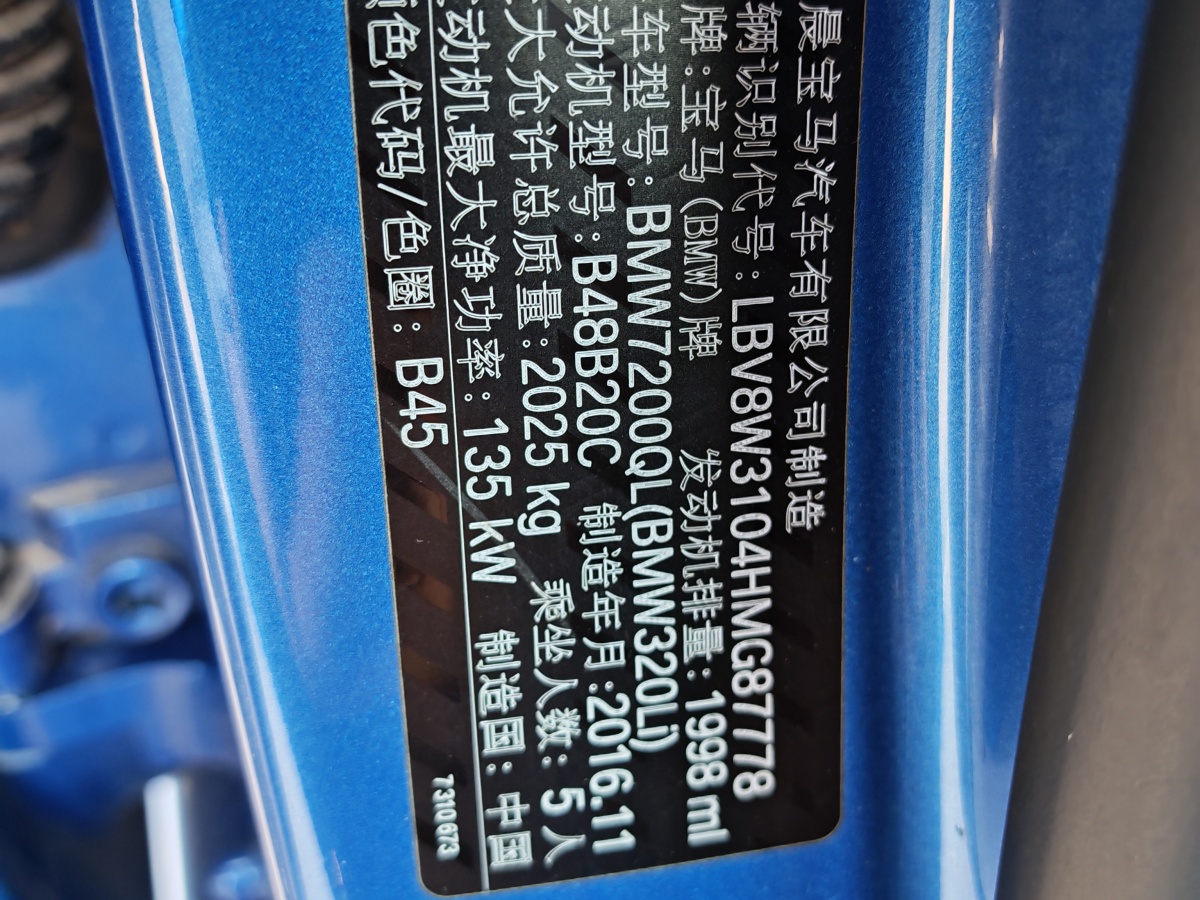 晨宝马汽车有限公司制造
辆识别代号:LBV8W3104HMG87778
牌:宝马(BMW)牌 发动机排量:1998 ml
车型号:BMW7200QL(BMW320Li)
动机型号:B48B20C 制造年月:2016.11
大允许总质量:2025 kg 乘坐人数: 5人
动机最大净功率:135 kW 制造国: 中国
色代码/色圈: B45 7310673